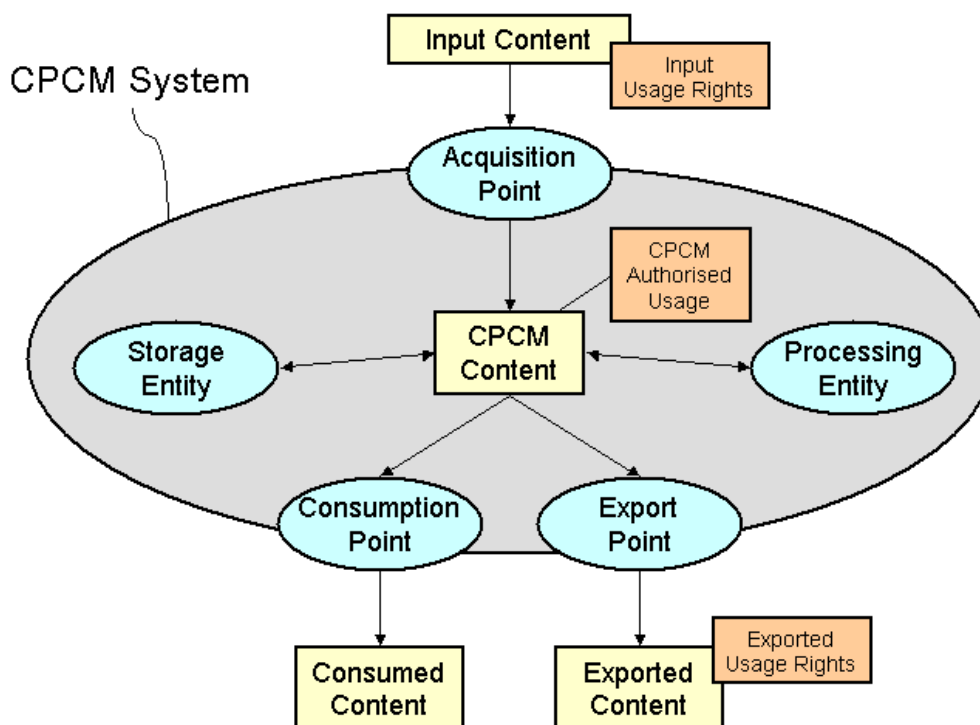 Input Content
Input
Usage Rights
CPCM System
Acquisition
Point
CPCM
Authorised
Usage
Storage
Entity
CPCM
Content
Processing
Entity
Consumption
Point
Export
Point
Consumed
Content
Exported
Content
Exported
Usage Rights